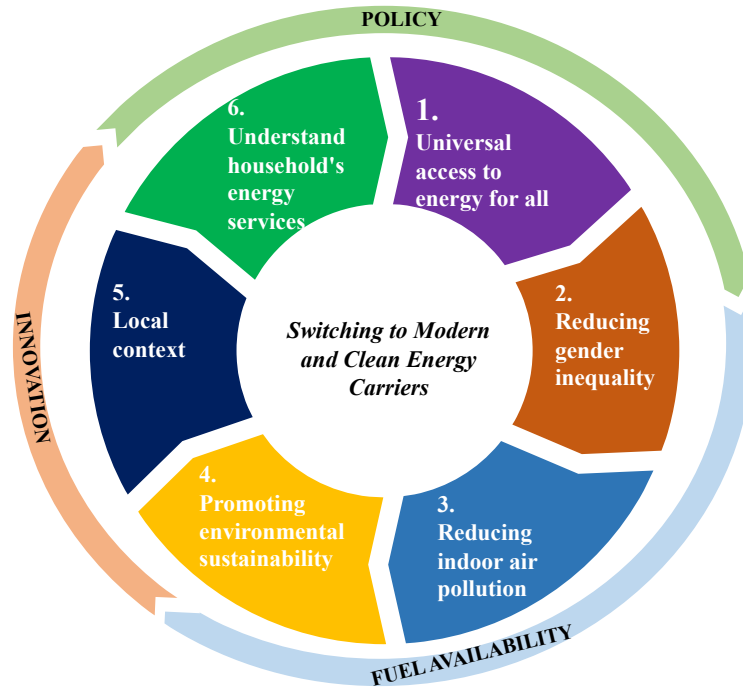 POLICY
1.
Universal
access to
energy for all
2.
Reducing
gender
inequality
3.
Reducing
indoor air
pollution
4.
Promoting
environmental
sustainability
5.
Local
context
6.
Understand
household's
energy
services
Switching to Modern
and Clean Energy
Carriers
INNOVATION
FUEL AVAILABILITY